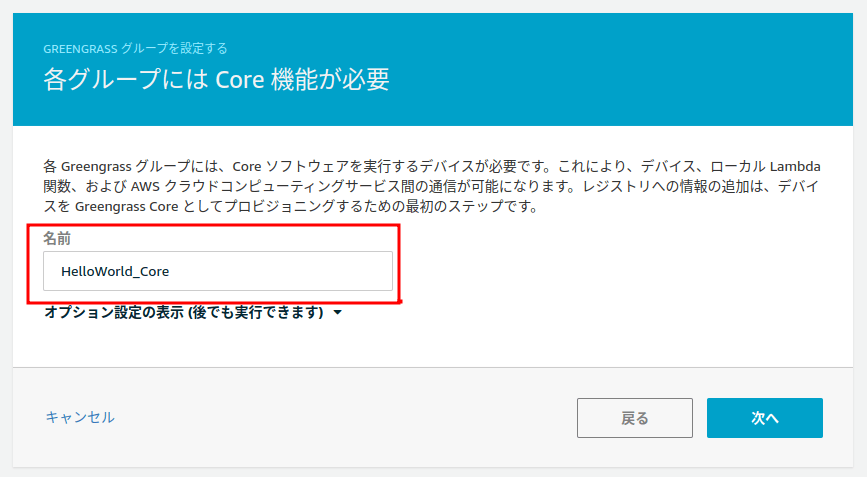 GREENGRASS グループを設定する
各グループには Core 機能が必要
各 Greengrass グループには、Core ソフトウェアを実行するデバイスが必要です。これにより、デバイス、ローカル Lambda
関数、および AWS クラウドコンピューティングサービス間の通信が可能になります。レジストリへの情報の追加は、デバイ
スを Greengrass Core としてプロビジョニングするための最初のステップです。
名前
HelloWorld_Core
オプション設定の表示 (後でも実行できます)
キャンセル
戻る
次へ